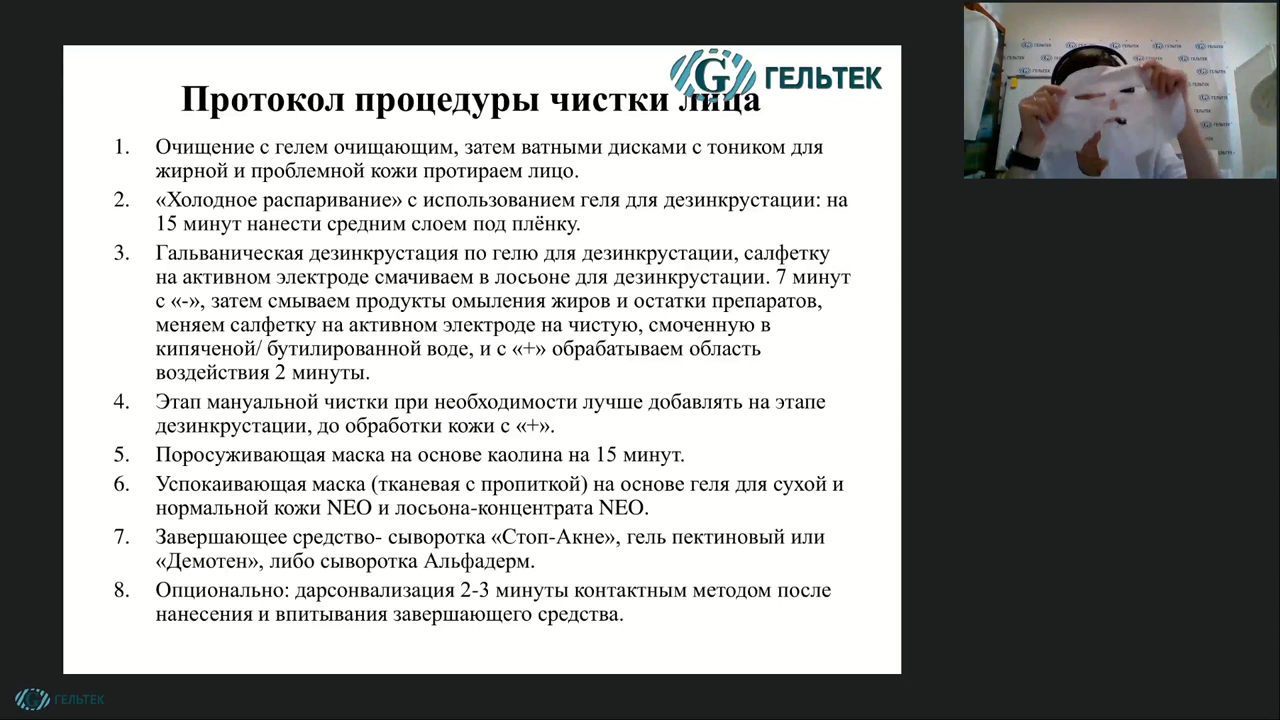 ГЕЛЬТЕК
Протокол процедуры чистки лица
1. Очищение с гелем очищающим, затем ватными дисками с тоником для
жирной и проблемной кожи протираем лицо.
2. «Холодное распаривание» с использованием геля для дезинкрустации: на
15 минут нанести средним слоем под плёнку.
3. Гальваническая дезинкрустация по гелю для дезинкрустации, салфетку
на активном электроде смачиваем в лосьоне для дезинкрустации. 7 минут
с «-», затем смываем продукты омыления жиров и остатки препаратов,
меняем салфетку на активном электроде на чистую, смоченную в
кипяченой/ бутилированной воде, и с «+» обрабатываем область
воздействия 2 минуты.
4. Этап мануальной чистки при необходимости лучше добавлять на этапе
дезинкрустации, до обработки кожи с «+».
5. Поросуживающая маска на основе каолина на 15 минут.
6. Успокаивающая маска (тканевая с пропиткой) на основе геля для сухой и
нормальной кожи NEO и лосьона-концентрата NEO.
7. Завершающее средство- сыворотка «Стоп-Акне», гель пектиновый или
«Демотен», либо сыворотка Альфадерм.
8. Опционально: дарсонвализация 2-3 минуты контактным методом после
нанесения и впитывания завершающего средства.
ГЕЛЬТЕК